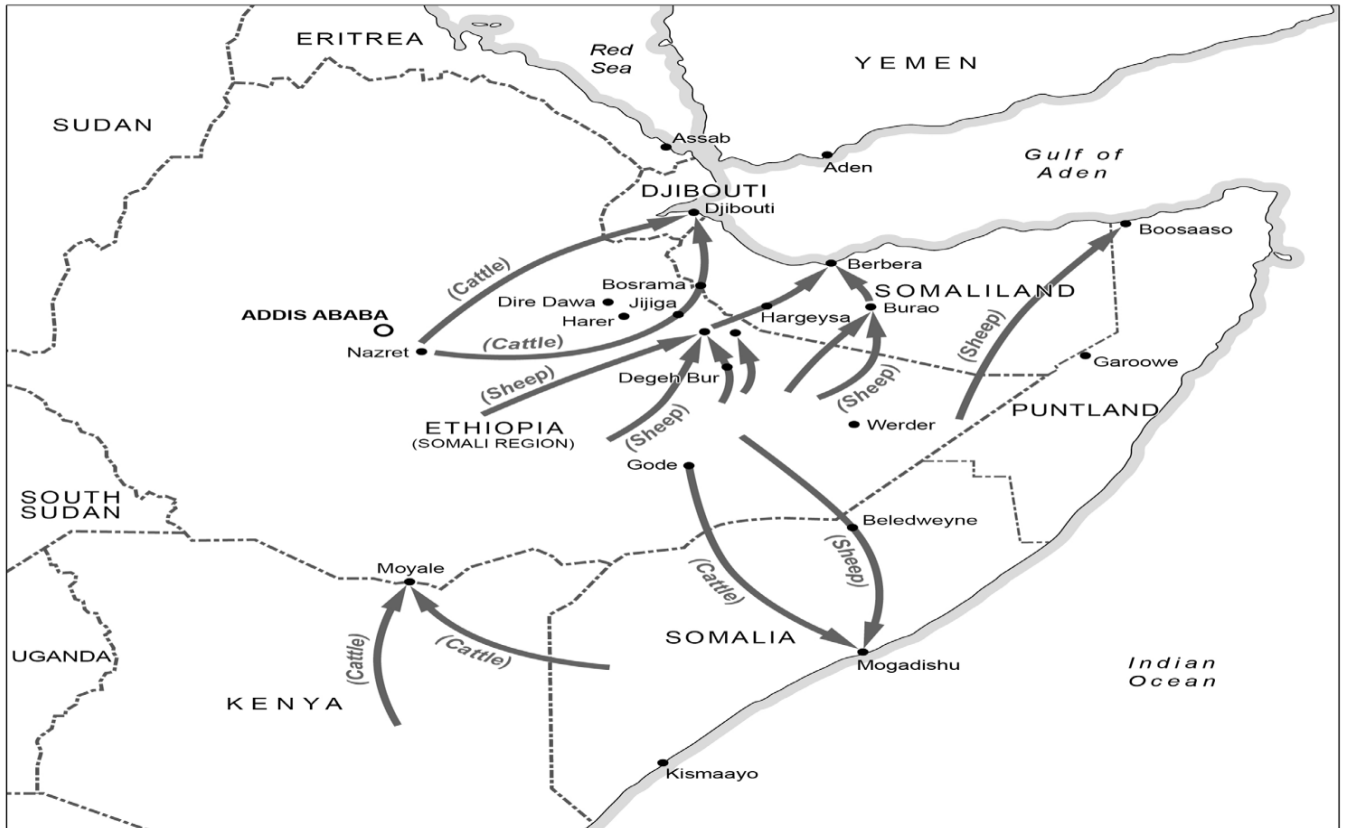 ERITREA
Red
Sea
YEMEN
SUDAN
Assab
Aden
Gulf of
Aden
DJIBOUTI
Djibouti
Boosaaso
(Cattle)
Berbera
Bosrama
SOMALILAND
Dire Dawa
Jijiga
Burao
ADDIS ABABA
Harer
Hargeysa
(Cattle)
Nazret
(Sheep)
Garoowe
(Sheep)
Degeh Bur
(Sheep)
PUNTLAND
ETHIOPIA
(SOMALI REGION)
(Sheep)
Werder
Gode
SOUTH
SUDAN
Beledweyne
(Sheep)
Moyale
(Cattle)
SOMALIA
(Cattle)
(Cattle)
UGANDA
Mogadishu
Indian
Ocean
KENYA
Kismaayo